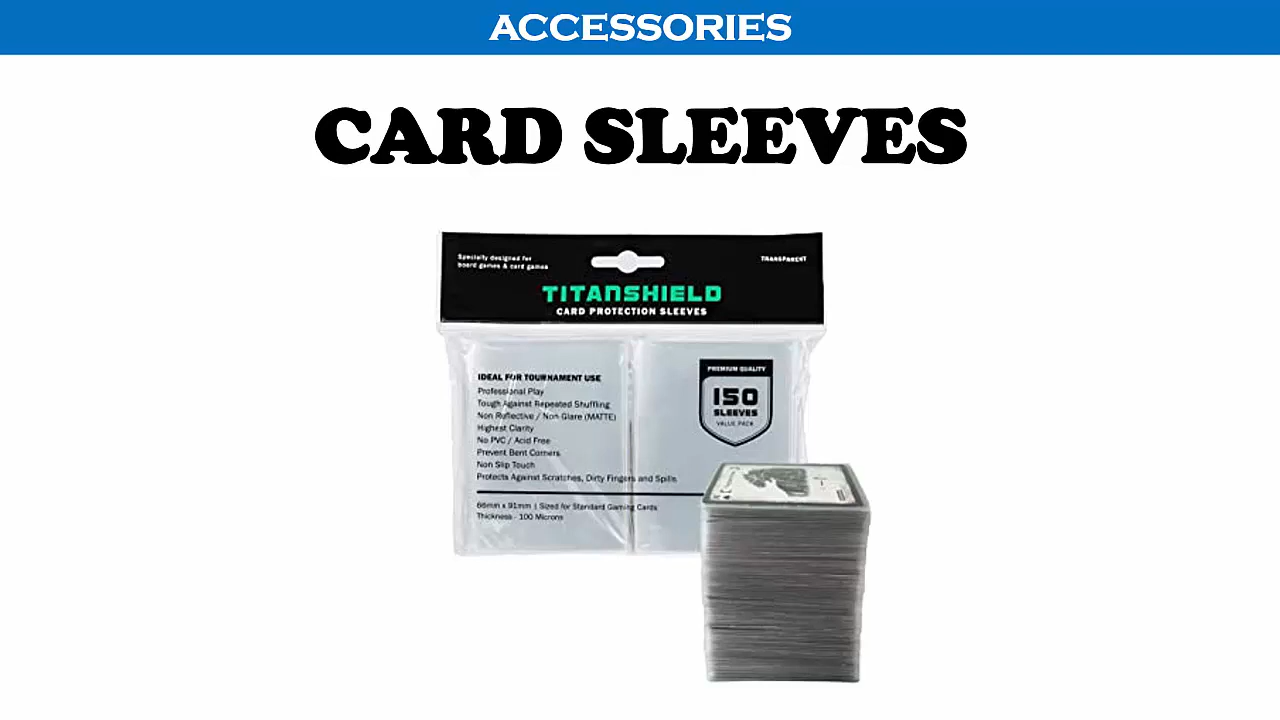 ACCESSORIES
CARD SLEEVES
Specially designed for
board games & card games
TRANSPARENT
TITANSHIELD
CARD PROTECTION SLEEVES
IDEAL FOR TOURNAMENT USE
Professional Play
Tough Against Repeated Shuffling
Non Reflective / Non Glare (MATTE)
Highest Clarity
No PVC / Acid Free
Prevent Bent Corners
Non Slip Touch
Protects Against Scratches, Dirty Fingers and Spills
66mm x 91mm | Sized for Standard Gaming Cards
Thickness - 100 Microns
PREMIUM QUALITY
150
SLEEVES
VALUE PACK